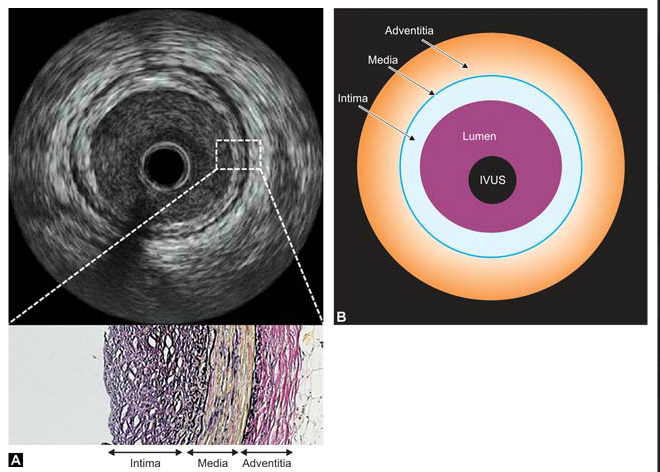 Adventitia
Media
Intima
Lumen
IVUS
B
A
Intima Media Adventitia